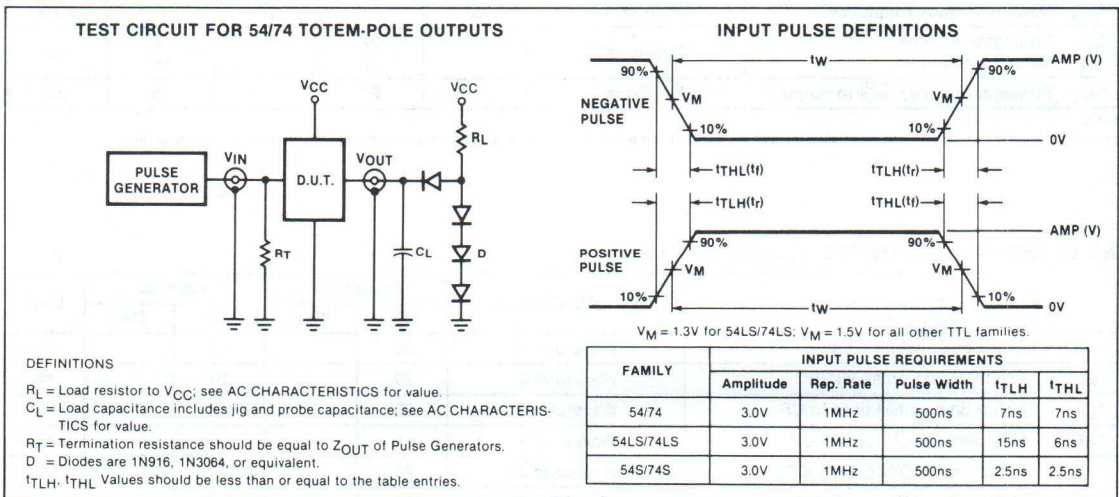 TEST CIRCUIT FOR 54/74 TOTEM-POLE OUTPUTS
VCC
VCC
RL
PULSE
GENERATOR
VIN
D.U.T.
VOUT
RT
CL
D
DEFINITIONS
RL = Load resistor to VCC; see AC CHARACTERISTICS for value.
CL = Load capacitance includes jig and probe capacitance; see AC CHARACTERIS-
TICS for value.
RT = Termination resistance should be equal to ZOUT of Pulse Generators.
D = Diodes are 1N916, 1N3064, or equivalent.
tTLH, tTHL Values should be less than or equal to the table entries.
INPUT PULSE DEFINITIONS
90%
tW
90%
AMP (V)
NEGATIVE
PULSE
VM
VM
10%
10%
0V
tTHL(tf)
tTLH(tr)
tTLH(tr)
tTHL(tf)
AMP (V)
90%
90%
POSITIVE
PULSE
VM
VM
10%
tW
10%
0V
VM = 1.3V for 54LS/74LS; VM = 1.5V for all other TTL families.
FAMILY INPUT PULSE REQUIREMENTS
Amplitude Rep. Rate Pulse Width tTLH tTHL
54/74 3.0V 1MHz 500ns 7ns 7ns
54LS/74LS 3.0V 1MHz 500ns 15ns 6ns
54S/74S 3.0V 1MHz 500ns 2.5ns 2.5ns